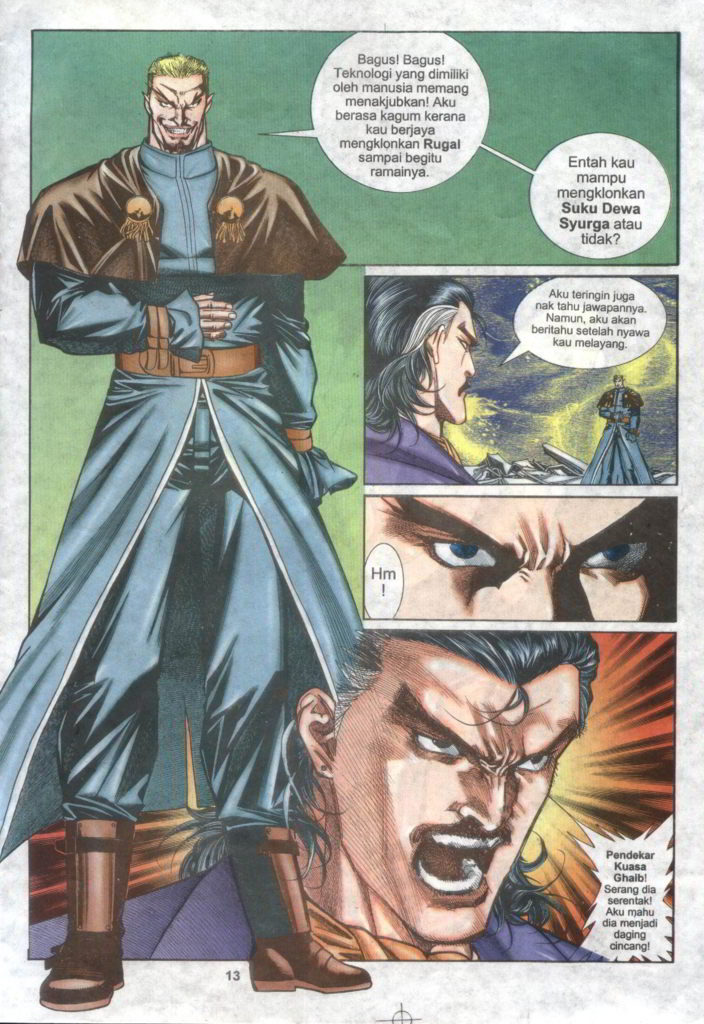 Bagus! Bagus!
Teknologi yang dimiliki
oleh manusia memang
menakjubkan! Aku
berasa kagum kerana
kau berjaya
mengklonkan Rugal
sampai begitu
ramainya.
Entah kau
mampu
mengklonkan
Suku Dewa
Syurga atau
tidak?
Aku teringin juga
nak tahu jawapannya.
Namun, aku akan
beritahu setelah nyawa
kau melayang.
Hm
!
Pendekar
Kuasa
Ghaib!
Serang dia
serentak!
Aku mahu
dia menjadi
daging
cincang!
13